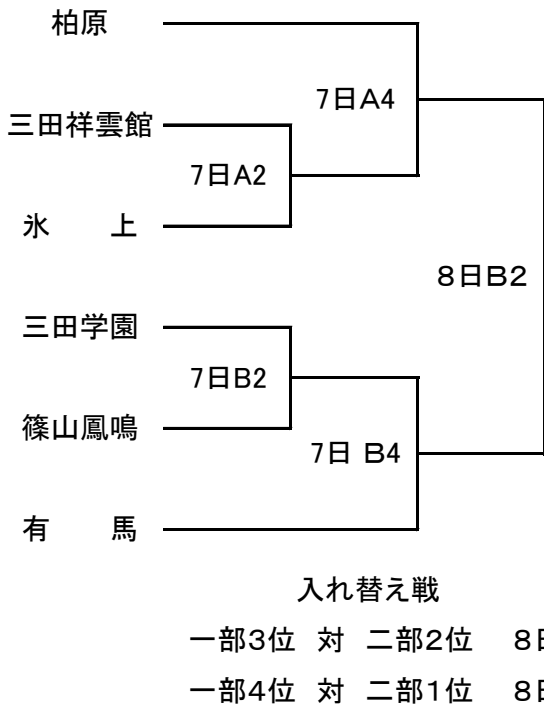 柏原
7日A4
三田祥雲館
7日A2
氷　上
8日B2
三田学園
7日B2
篠山鳳鳴
7日 B4
有　馬
入れ替え戦
一部3位 対 二部2位 8日
一部4位 対 二部1位 8日